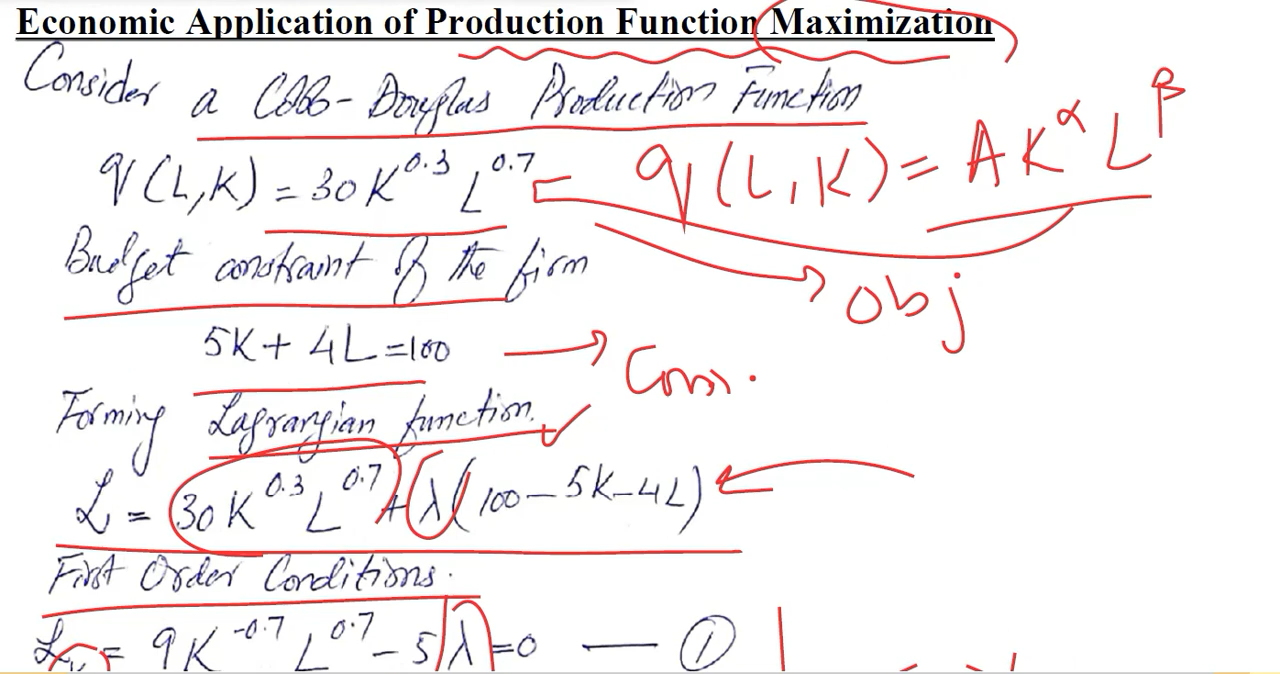 Economic Application of Production Function Maximization
Consider a Cobb-Douglas Production Function
q(L,K) = 30K^0.3 L^0.7
q(L,K) = AK^α L^β
Budget constraint of the firm
Obj
5K + 4L = 100
Cons.
Forming Lagrangian function.
L = 30K^0.3 L^0.7 + λ(100 - 5K - 4L)
First Order Conditions.
L_K = 9K^-0.7 L^0.7 - 5λ = 0 — ①